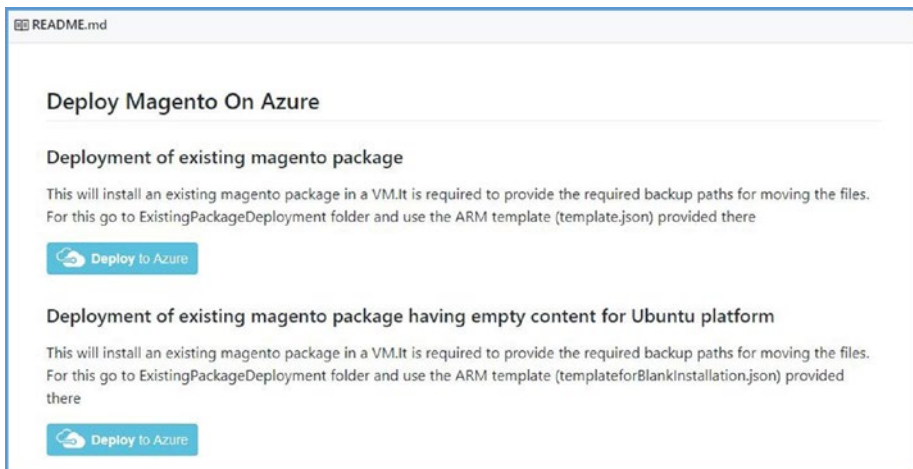 README.md
Deploy Magento On Azure
Deployment of existing magento package
This will install an existing magento package in a VM.It is required to provide the required backup paths for moving the files.
For this go to ExistingPackageDeployment folder and use the ARM template (template.json) provided there
Deploy to Azure
Deployment of existing magento package having empty content for Ubuntu platform
This will install an existing magento package in a VM.It is required to provide the required backup paths for moving the files.
For this go to ExistingPackageDeployment folder and use the ARM template (templateforBlankInstallation.json) provided
there
Deploy to Azure